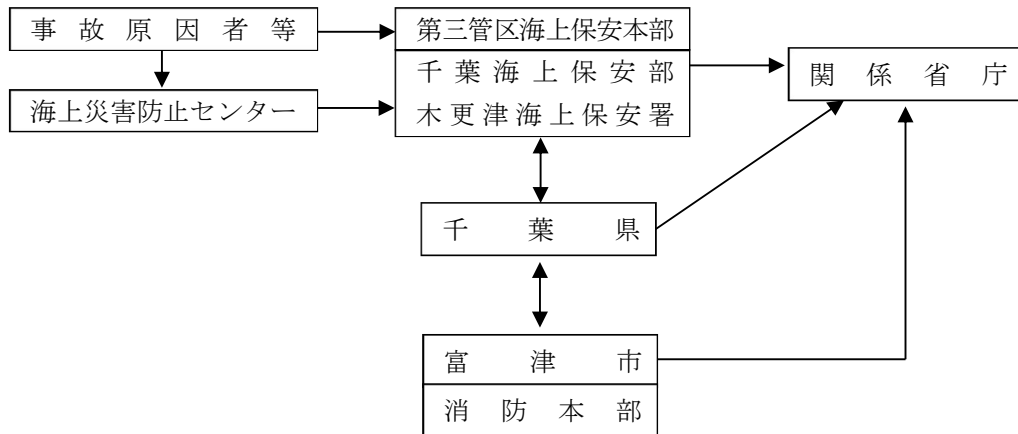 事故原因者等
第三管区海上保安本部
千葉海上保安部
木更津海上保安署
関係省庁
海上災害防止センター
千葉県
富津市
消防本部